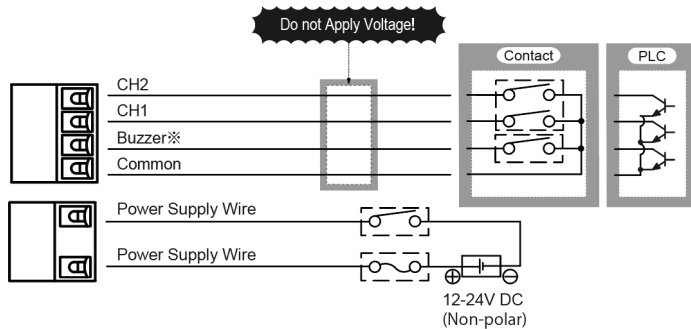 Do not Apply Voltage!
Contact
PLC
CH2
CH1
Buzzer※
Common
Power Supply Wire
Power Supply Wire
12-24V DC
(Non-polar)